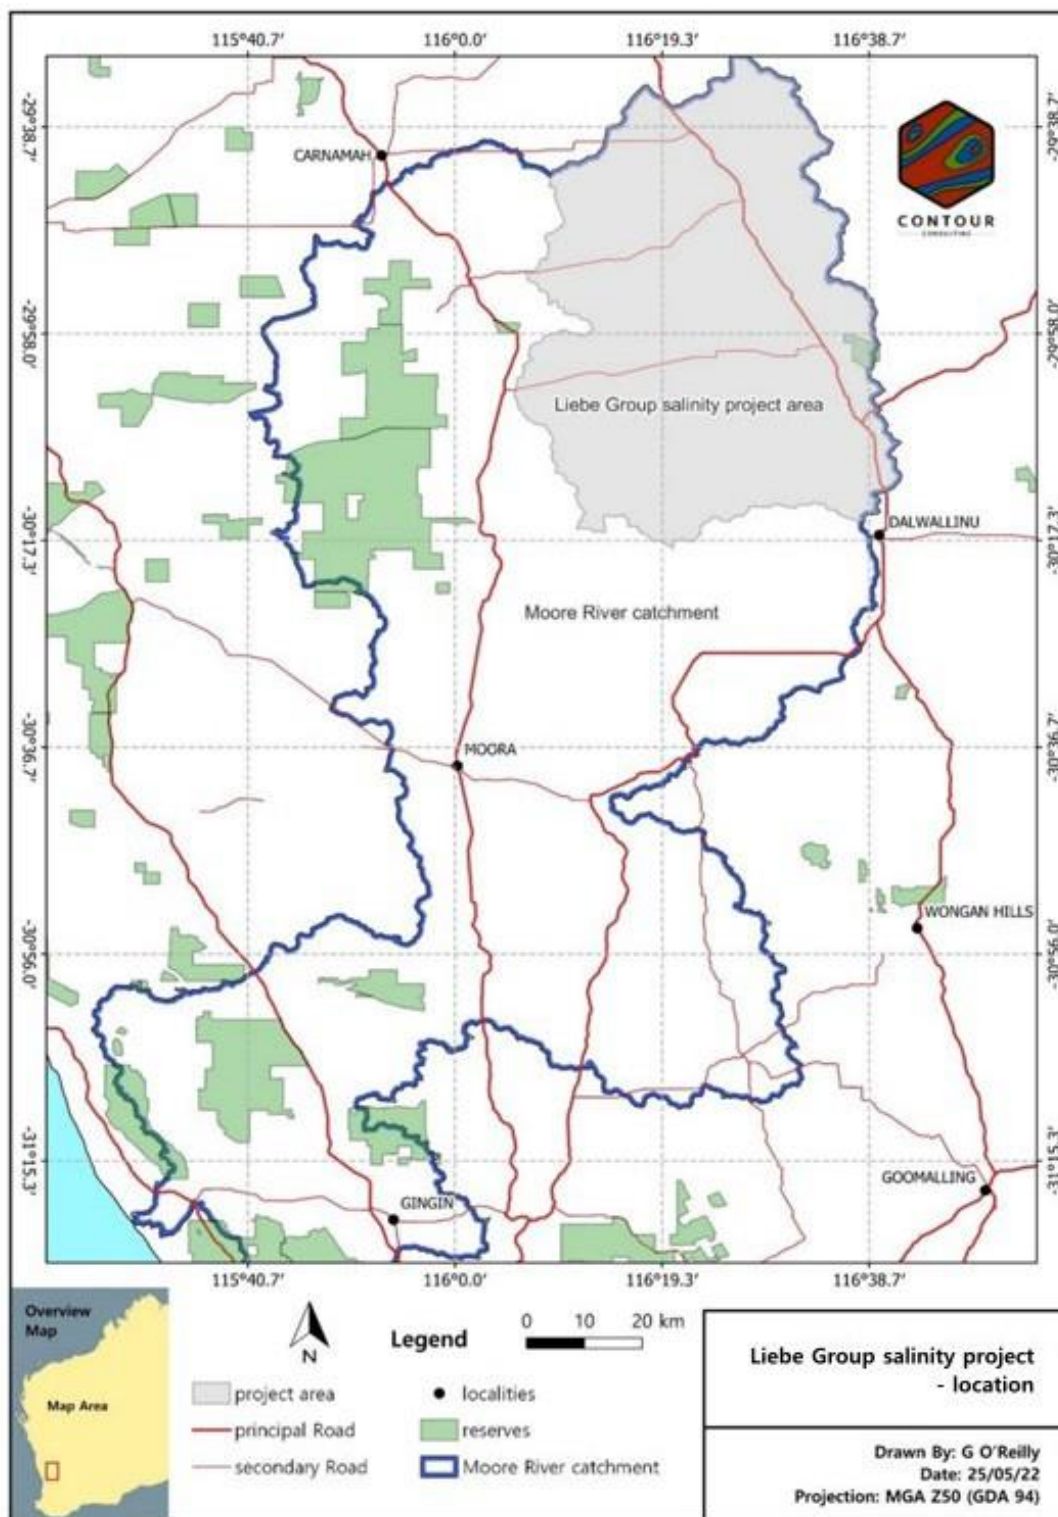 115°40.7'
116°0.0'
116°19.3'
116°38.7'
-29°38.7'
-29°38.7'
CARNAMAH
CONTOUR
CONSULTING
-29°58.0'
-29°58.0'
Liebe Group salinity project area
DALWALLINU
-30°17.3'
-30°17.3'
Moore River catchment
-30°36.7'
-30°36.7'
MOORA
WONGAN HILLS
-30°56.0'
-30°56.0'
-31°15.3'
-31°15.3'
GOOMALLING
GINGIN
115°40.7'
116°0.0'
116°19.3'
116°38.7'
Overview
Map
Map Area
N
Legend
0 10 20 km
project area
principal Road
secondary Road
localities
reserves
Moore River catchment
Liebe Group salinity project
- location
Drawn By: G O'Reilly
Date: 25/05/22
Projection: MGA Z50 (GDA 94)